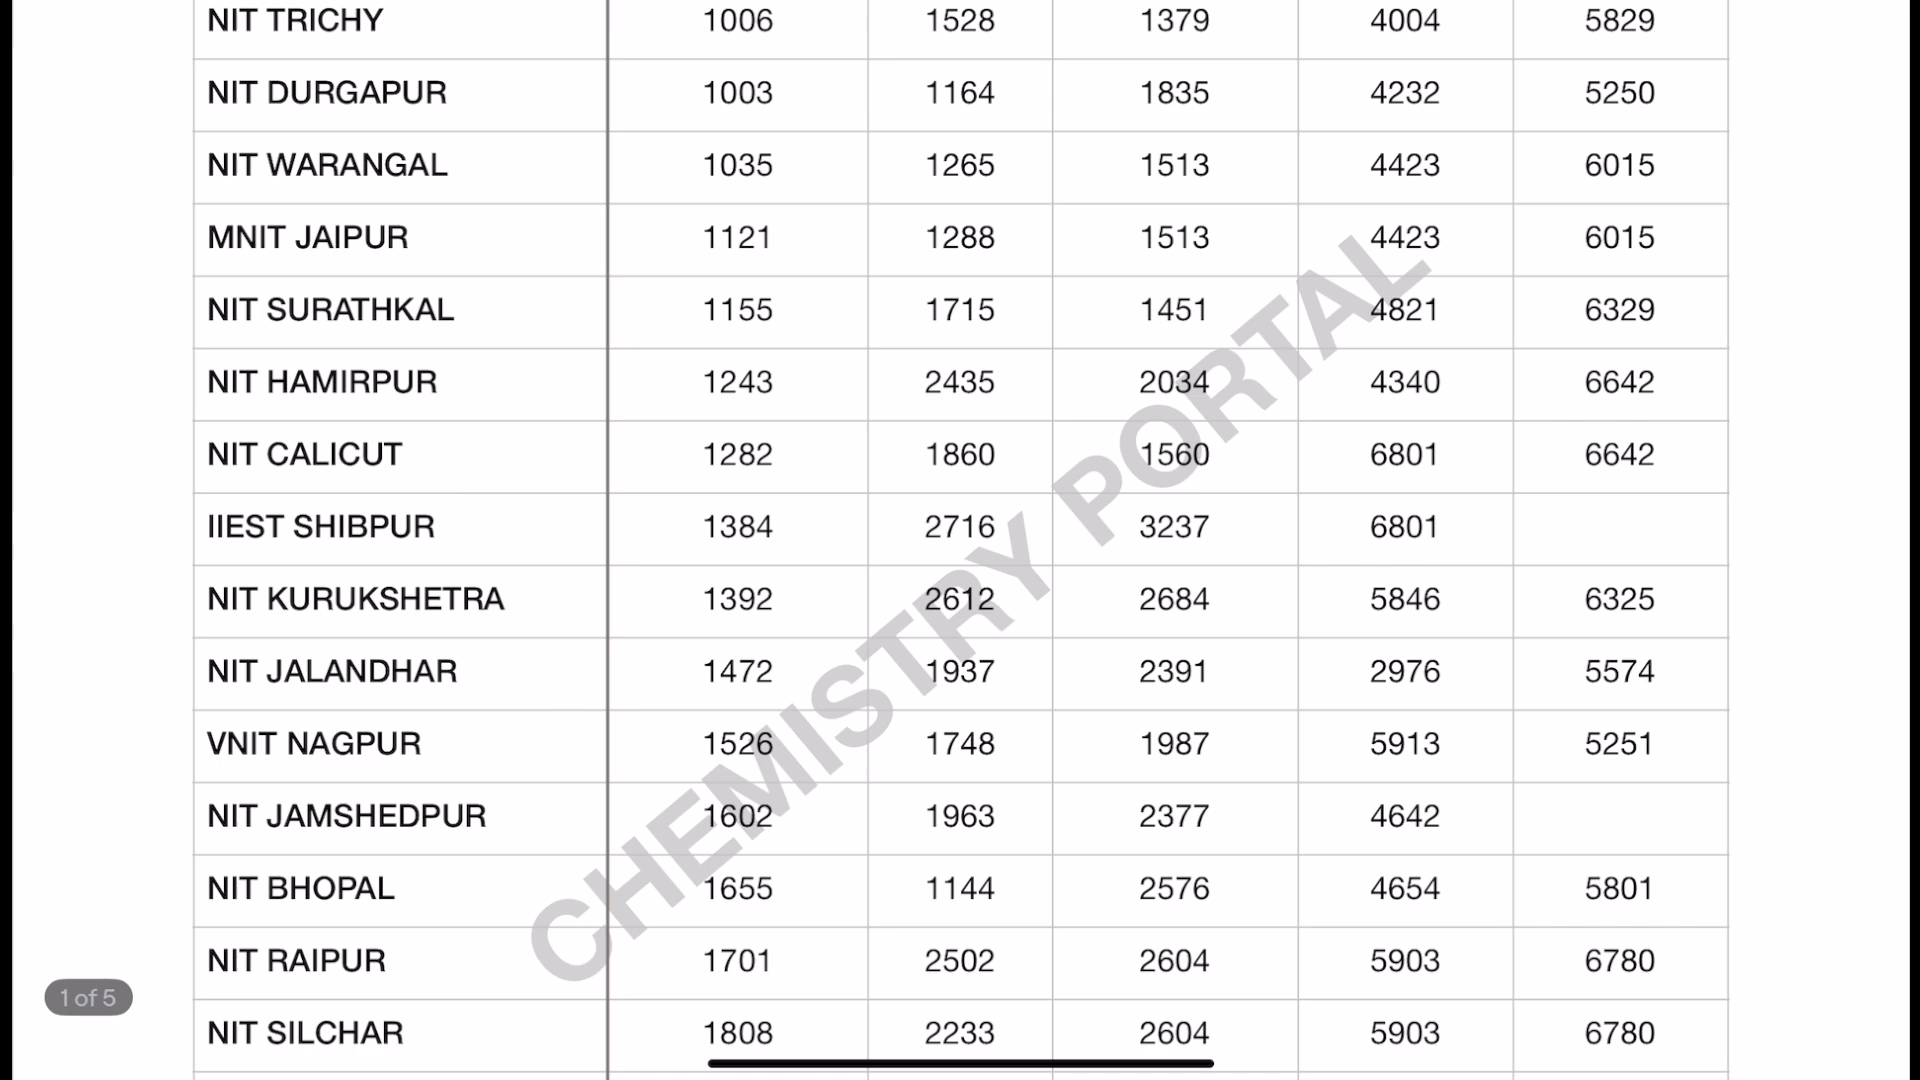 NIT TRICHY 1006 1528 1379 4004 5829
NIT DURGAPUR 1003 1164 1835 4232 5250
NIT WARANGAL 1035 1265 1513 4423 6015
MNIT JAIPUR 1121 1288 1513 4423 6015
NIT SURATHKAL 1155 1715 1451 4821 6329
NIT HAMIRPUR 1243 2435 2034 4340 6642
NIT CALICUT 1282 1860 1560 6801 6642
IIEST SHIBPUR 1384 2716 3237 6801
NIT KURUKSHETRA 1392 2612 2684 5846 6325
NIT JALANDHAR 1472 1937 2391 2976 5574
VNIT NAGPUR 1526 1748 1987 5913 5251
NIT JAMSHEDPUR 1602 1963 2377 4642
NIT BHOPAL 1655 1144 2576 4654 5801
NIT RAIPUR 1701 2502 2604 5903 6780
1 of 5
NIT SILCHAR 1808 2233 2604 5903 6780
CHEMISTRY PORTAL